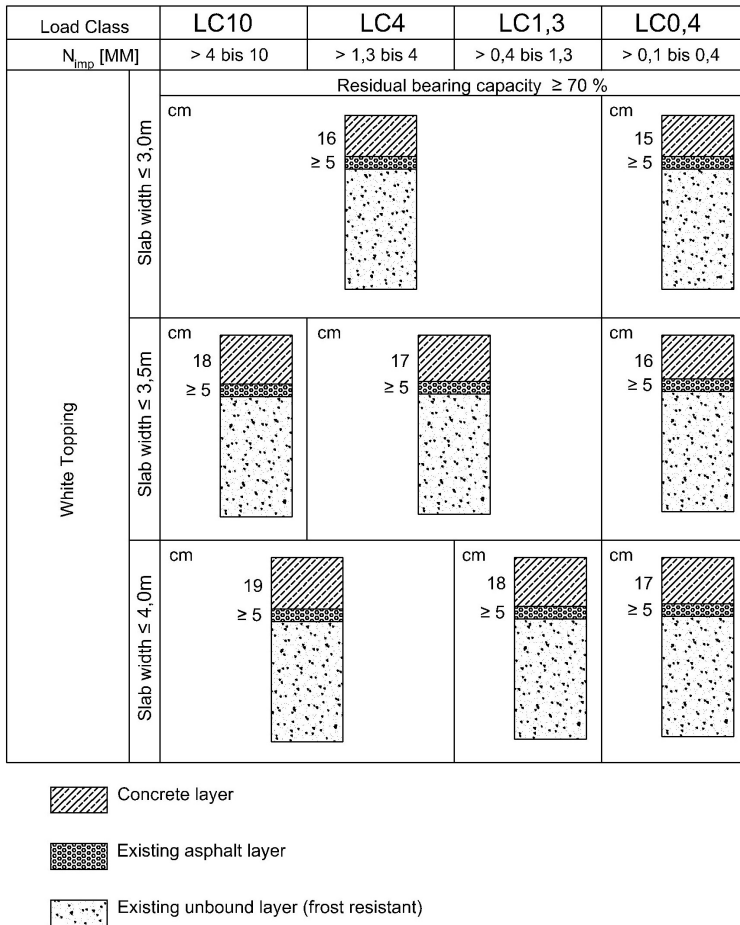 Load Class LC10 LC4 LC1,3 LC0,4
Nimp [MM] > 4 bis 10 > 1,3 bis 4 > 0,4 bis 1,3 > 0,1 bis 0,4
Residual bearing capacity ≥ 70 %
White Topping
Slab width ≤ 3,0m
cm cm
16 15
≥ 5 ≥ 5
Slab width ≤ 3,5m
cm cm cm
18 17 16
≥ 5 ≥ 5 ≥ 5
Slab width ≤ 4,0m
cm cm cm
19 18 17
≥ 5 ≥ 5 ≥ 5
Concrete layer
Existing asphalt layer
Existing unbound layer (frost resistant)